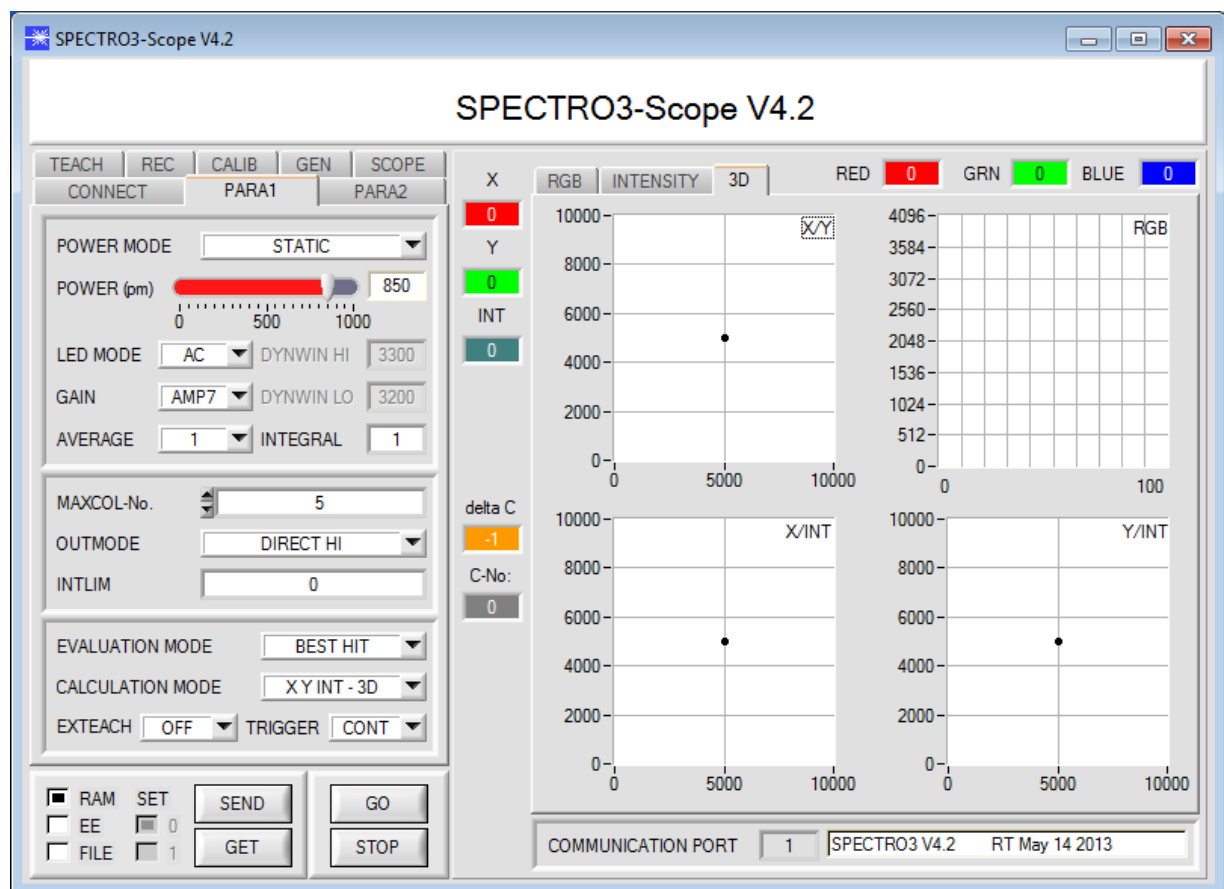 SPECTRO3-Scope V4.2
SPECTRO3-Scope V4.2
TEACH REC CALIB GEN SCOPE
CONNECT PARA1 PARA2
POWER MODE STATIC
POWER (pm) 850
0 500 1000
LED MODE AC DYNWIN HI 3300
GAIN AMP7 DYNWIN LO 3200
AVERAGE 1 INTEGRAL 1
MAXCOL-No. 5
OUTMODE DIRECT HI
INTLIM 0
EVALUATION MODE BEST HIT
CALCULATION MODE X Y INT - 3D
EXTEACH OFF TRIGGER CONT
RAM SET SEND GO
EE 0
FILE 1 GET STOP
X
0
Y
0
INT
0
delta C
-1
C-No:
0
RGB INTENSITY 3D RED 0 GRN 0 BLUE 0
X/Y
10000
8000
6000
4000
2000
0
0 5000 10000
RGB
4096
3584
3072
2560
2048
1536
1024
512
0
0 100
X/INT
10000
8000
6000
4000
2000
0
0 5000 10000
Y/INT
10000
8000
6000
4000
2000
0
0 5000 10000
COMMUNICATION PORT 1 SPECTRO3 V4.2 RT May 14 2013